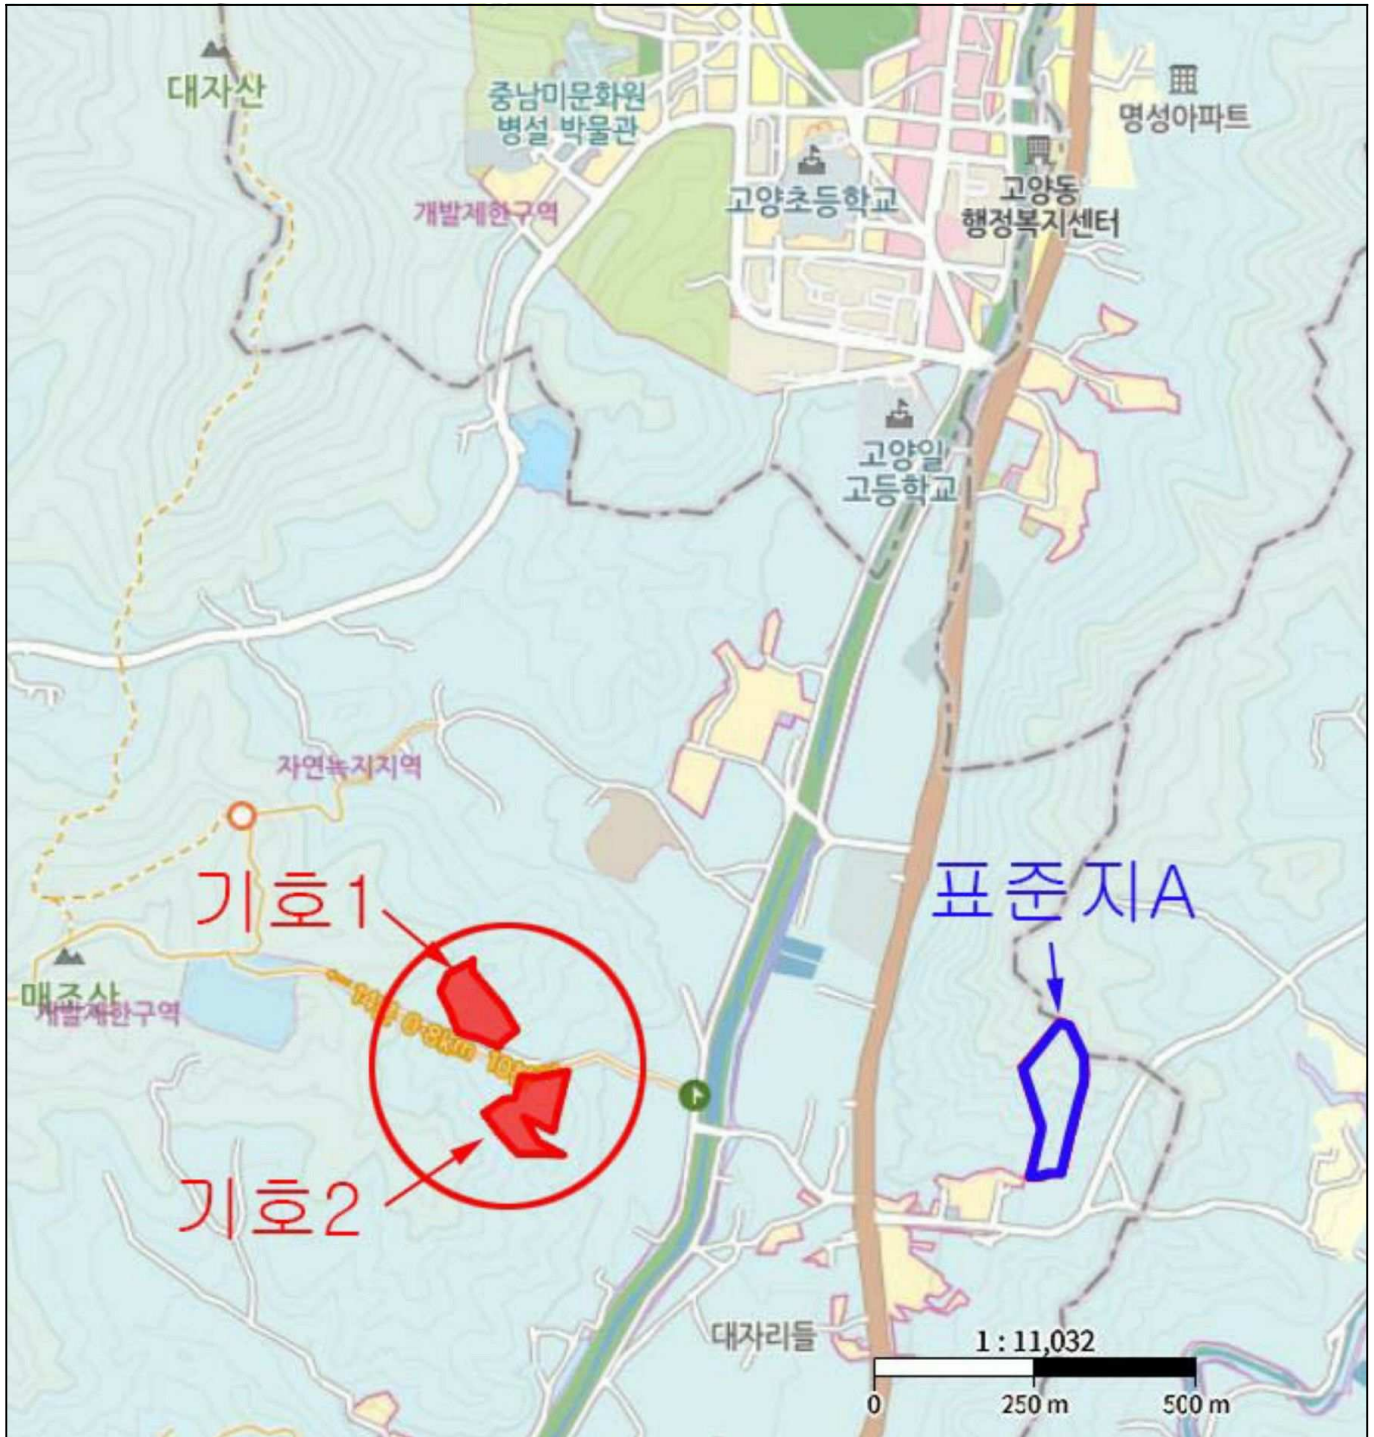 대자산
중남미문화원
병설 박물관
명성아파트
고양초등학교
고양동
행정복지센터
개발제한구역
고양일
고등학교
자연녹지지역
기호1
표준지A
매조산
개발제한구역
0.8km
기호2
대자리들
1 : 11,032
0
250 m
500 m